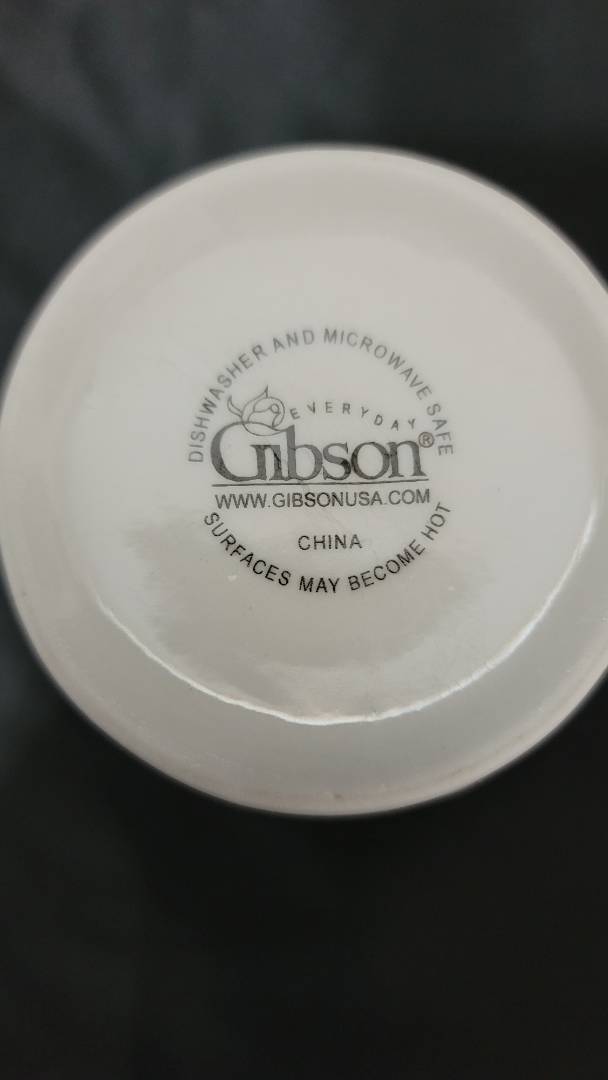 DISHWASHER AND MICROWAVE SAFE
EVERYDAY
Gibson®
WWW.GIBSONUSA.COM
CHINA
SURFACES MAY BECOME HOT